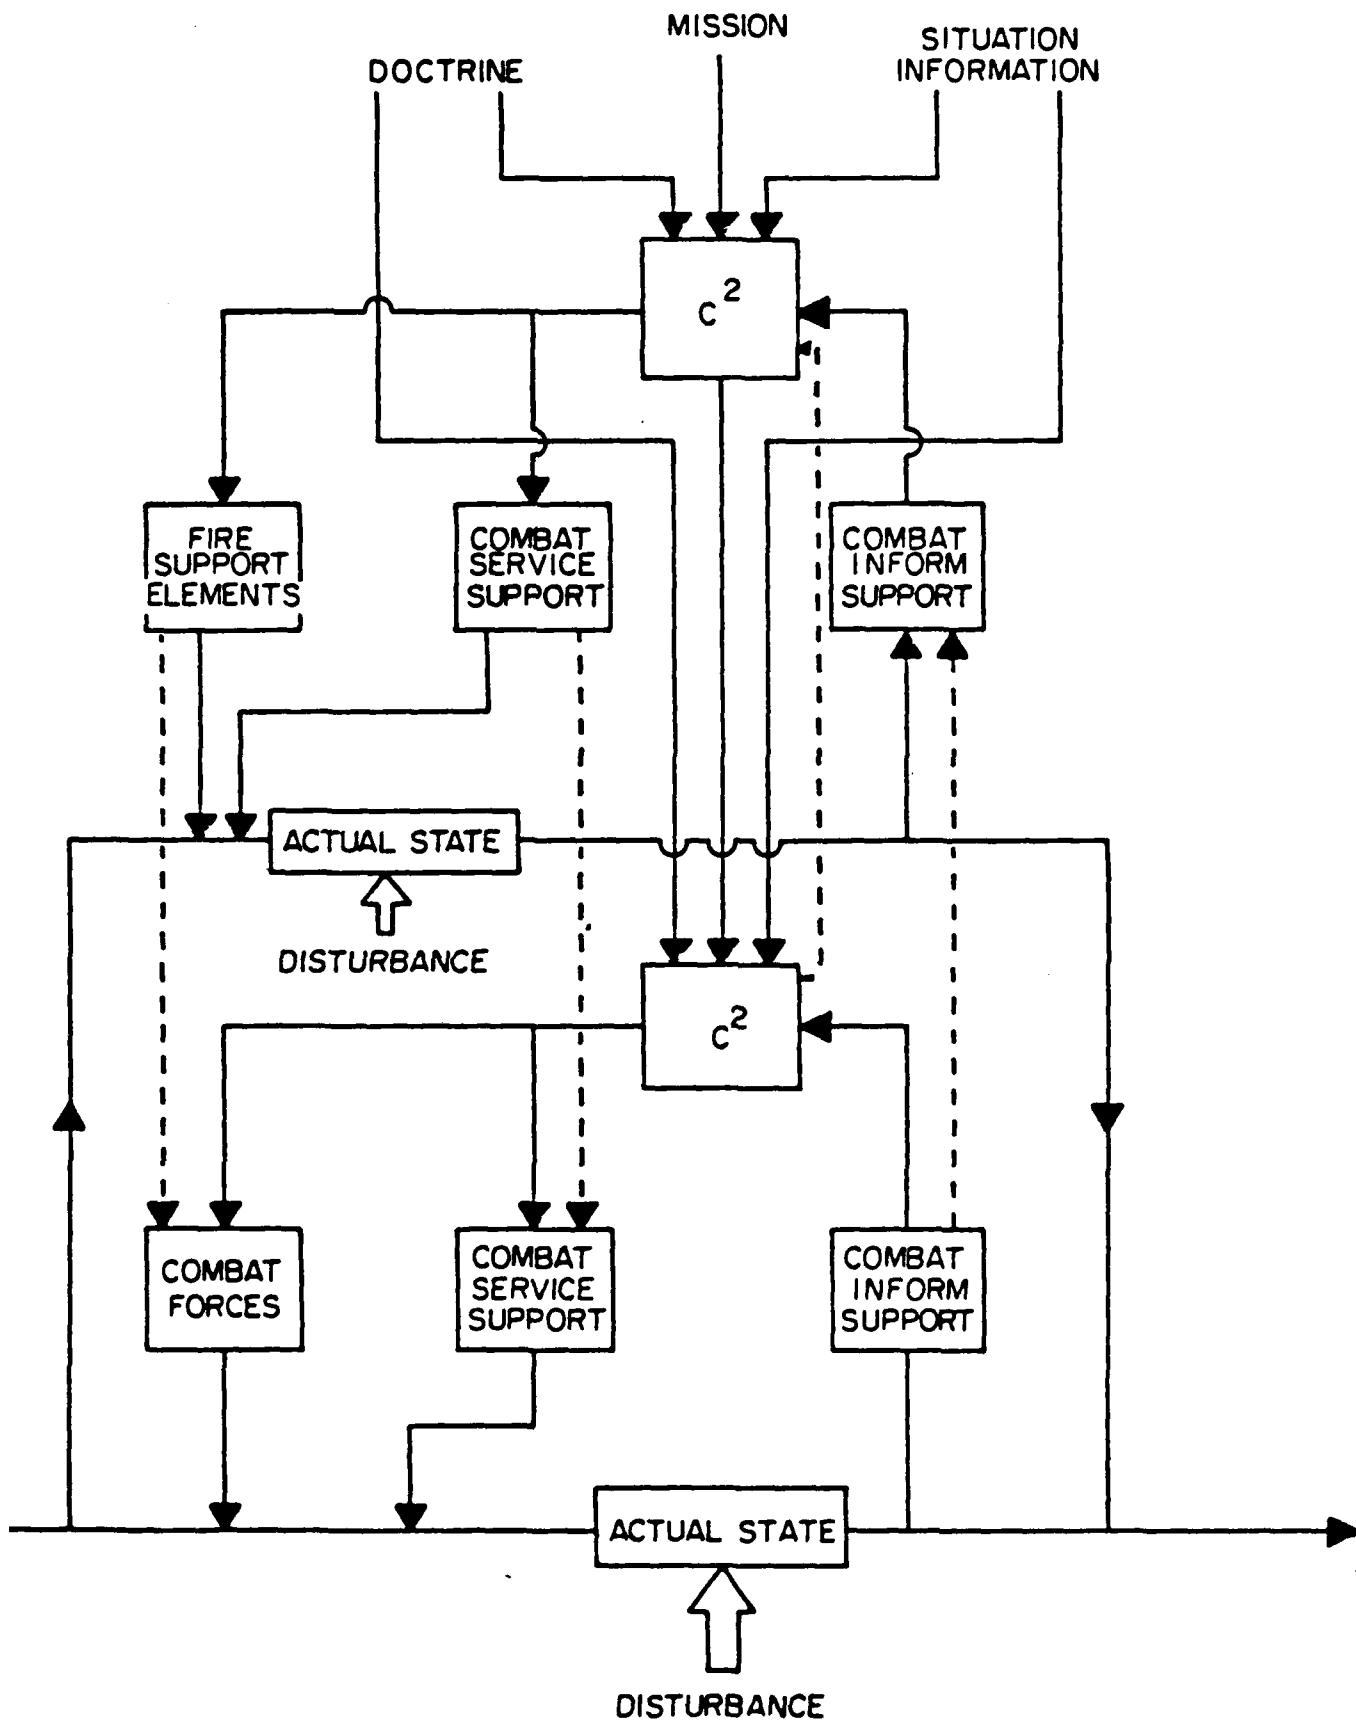 MISSION
DOCTRINE
SITUATION
INFORMATION
C²
FIRE
SUPPORT
ELEMENTS
COMBAT
SERVICE
SUPPORT
COMBAT
INFORM
SUPPORT
ACTUAL STATE
DISTURBANCE
C²
COMBAT
FORCES
COMBAT
SERVICE
SUPPORT
COMBAT
INFORM
SUPPORT
ACTUAL STATE
DISTURBANCE